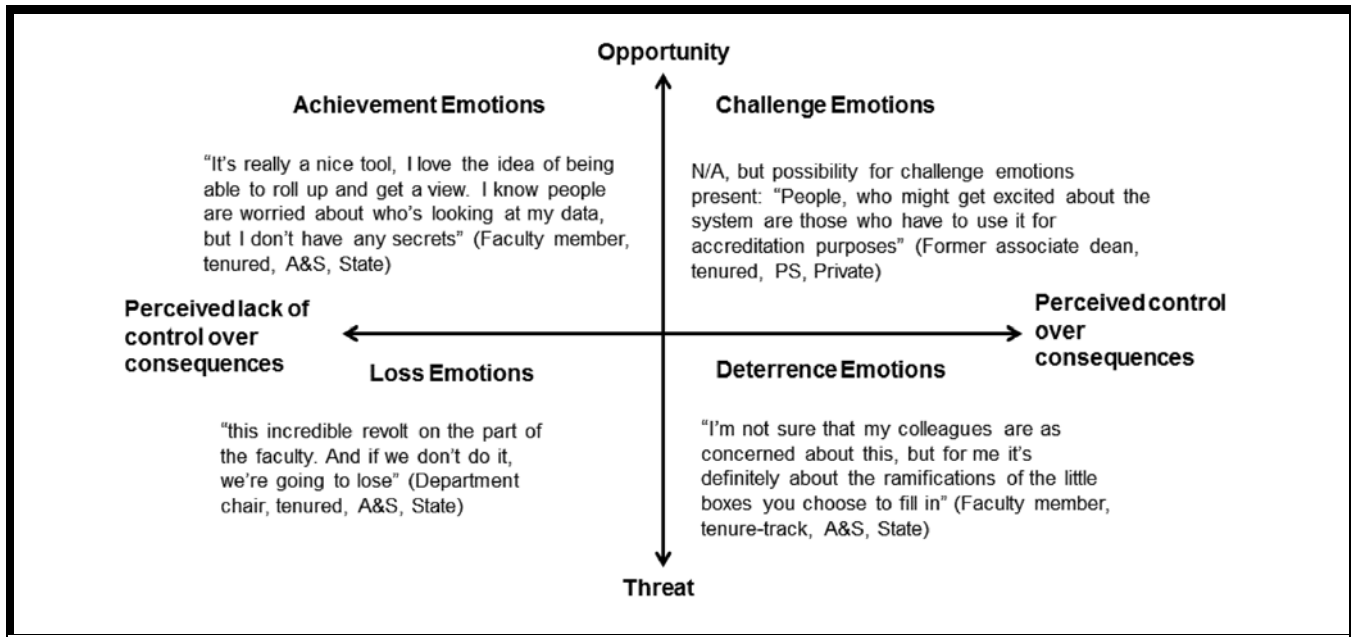 Opportunity
Achievement Emotions
“It’s really a nice tool, I love the idea of being
able to roll up and get a view. I know people
are worried about who’s looking at my data,
but I don’t have any secrets” (Faculty member,
tenured, A&S, State)
Challenge Emotions
N/A, but possibility for challenge emotions
present: “People, who might get excited about the
system are those who have to use it for
accreditation purposes” (Former associate dean,
tenured, PS, Private)
Perceived lack of
control over
consequences
Perceived control
over
consequences
Loss Emotions
“this incredible revolt on the part of
the faculty. And if we don’t do it,
we’re going to lose” (Department
chair, tenured, A&S, State)
Deterrence Emotions
“I’m not sure that my colleagues are as
concerned about this, but for me it’s
definitely about the ramifications of the little
boxes you choose to fill in” (Faculty member,
tenure-track, A&S, State)
Threat